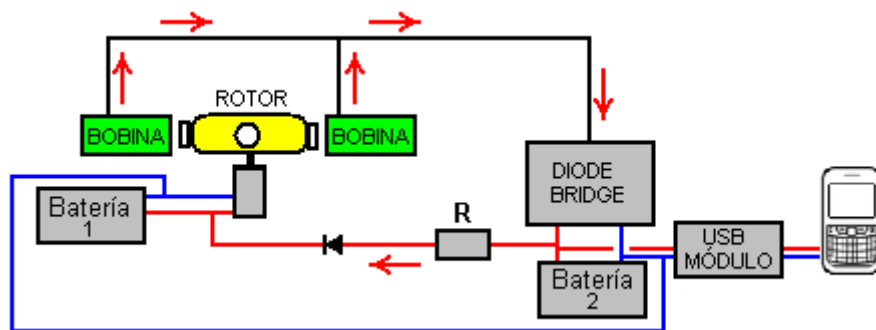 ROTOR
BOBINA
BOBINA
DIODE
BRIDGE
Batería
1
R
USB
MÓDULO
Batería
2